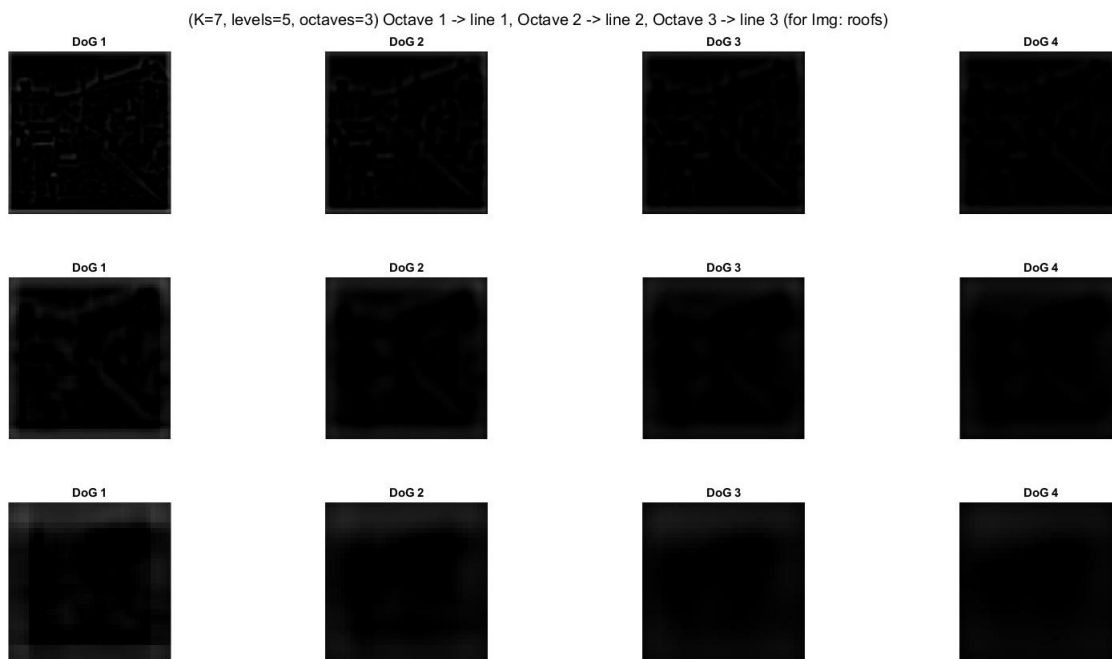 (K=7, levels=5, octaves=3) Octave 1 -> line 1, Octave 2 -> line 2, Octave 3 -> line 3 (for Img: roofs)
DoG 1 DoG 2 DoG 3 DoG 4
DoG 1 DoG 2 DoG 3 DoG 4
DoG 1 DoG 2 DoG 3 DoG 4